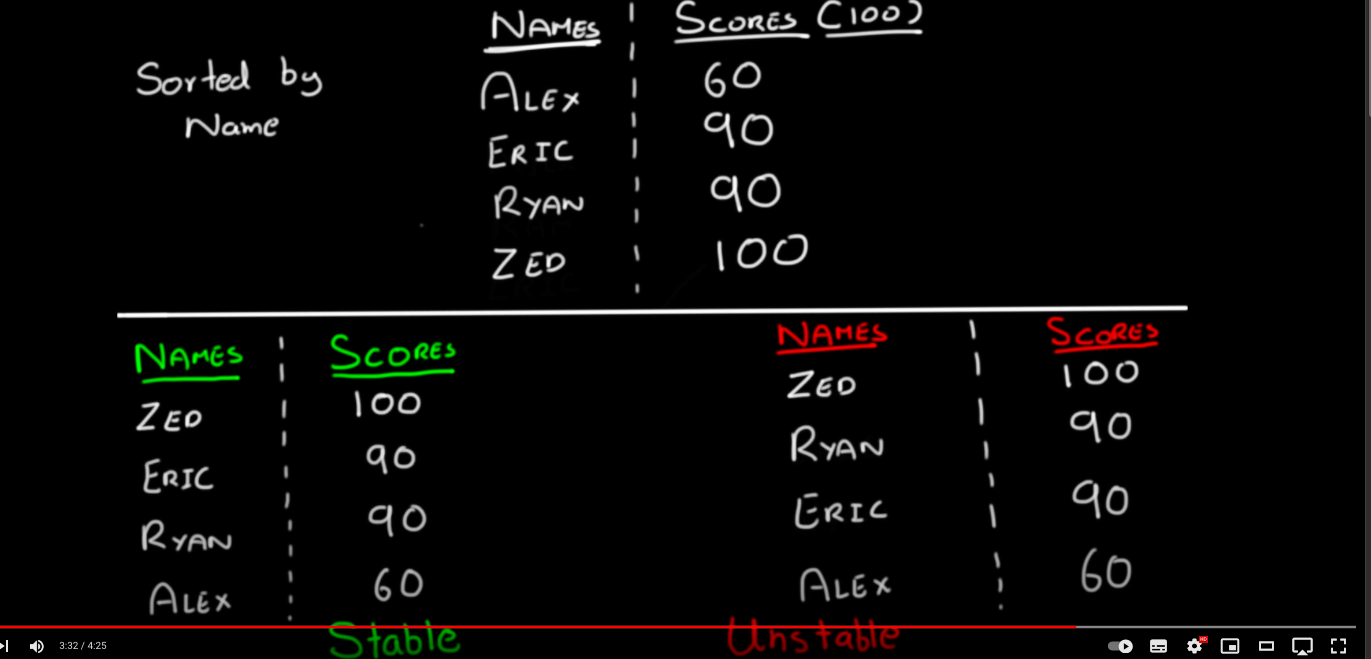 NAMES SCORES (100)
Sorted by
Name
ALEX 60
ERIC 90
RYAN 90
ZED 100
NAMES SCORES
ZED 100
ERIC 90
RYAN 90
ALEX 60
Stable
NAMES SCORES
ZED 100
RYAN 90
ERIC 90
ALEX 60
Unstable
3:32 / 4:25
HD